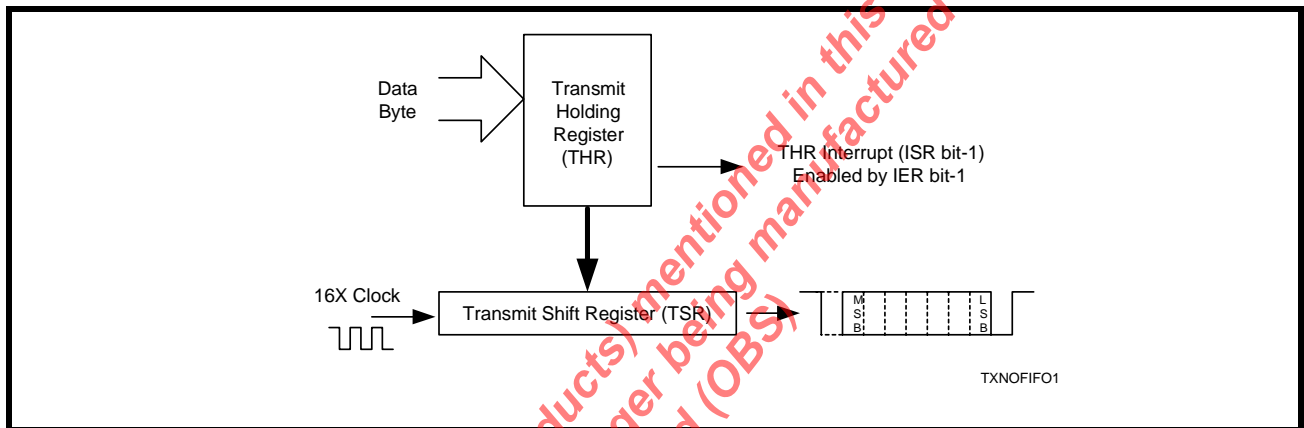 Data
Byte
Transmit
Holding
Register
(THR)
THR Interrupt (ISR bit-1)
Enabled by IER bit-1
16X Clock
Transmit Shift Register (TSR)
M
S
B
L
S
B
TXNOFIFO1
ducts) mentioned in this
ger being manufactured
d (OBS)